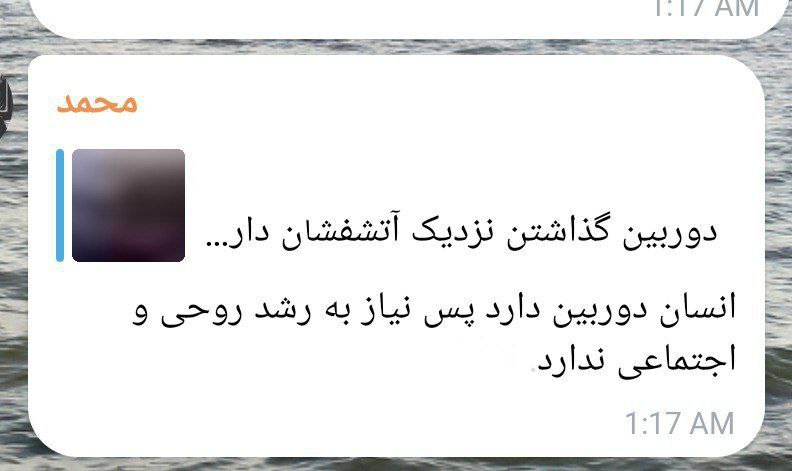 1:17 AM
محمد
دوربین گذاشتن نزدیک آتشفشان دار...
انسان دوربین دارد پس نیاز به رشد روحی و
اجتماعی ندارد.
1:17 AM